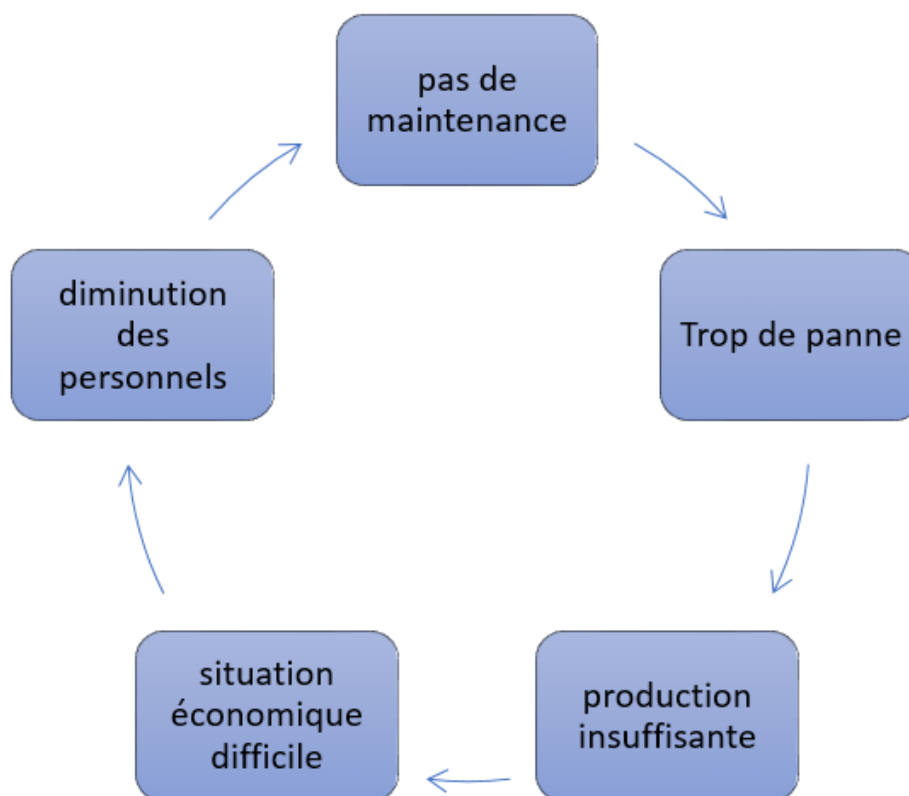 pas de
maintenance
Trop de panne
production
insuffisante
situation
économique
difficile
diminution
des
personnels